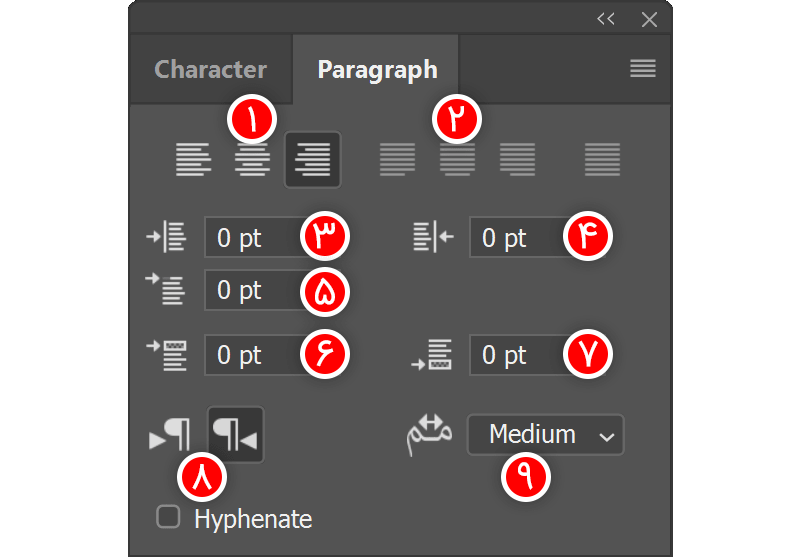 Character Paragraph
۱ ۲
0 pt ۳ 0 pt ۴
0 pt ۵
0 pt ۶ 0 pt ۷
Medium
۸ ۹
Hyphenate